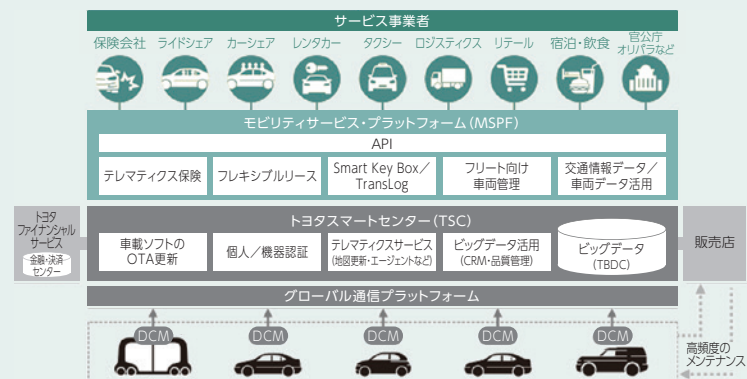 サービス事業者
保険会社 ライドシェア カーシェア レンタカー タクシー ロジスティクス リテール 宿泊・飲食 官公庁
オリパラなど
モビリティサービス・プラットフォーム(MSPF)
API
テレマティクス保険
フレキシブルリース
Smart Key Box/
TransLog
フリート向け
車両管理
交通情報データ/
車両データ活用
トヨタ
ファイナンシャル
サービス
金融・決済
センター
トヨタスマートセンター(TSC)
車載ソフトの
OTA更新
個人/機器認証
テレマティクスサービス
(地図更新・エージェントなど)
ビッグデータ活用
(CRM・品質管理)
ビッグデータ
(TBDC)
販売店
グローバル通信プラットフォーム
DCM DCM DCM DCM DCM
高頻度の
メンテナンス